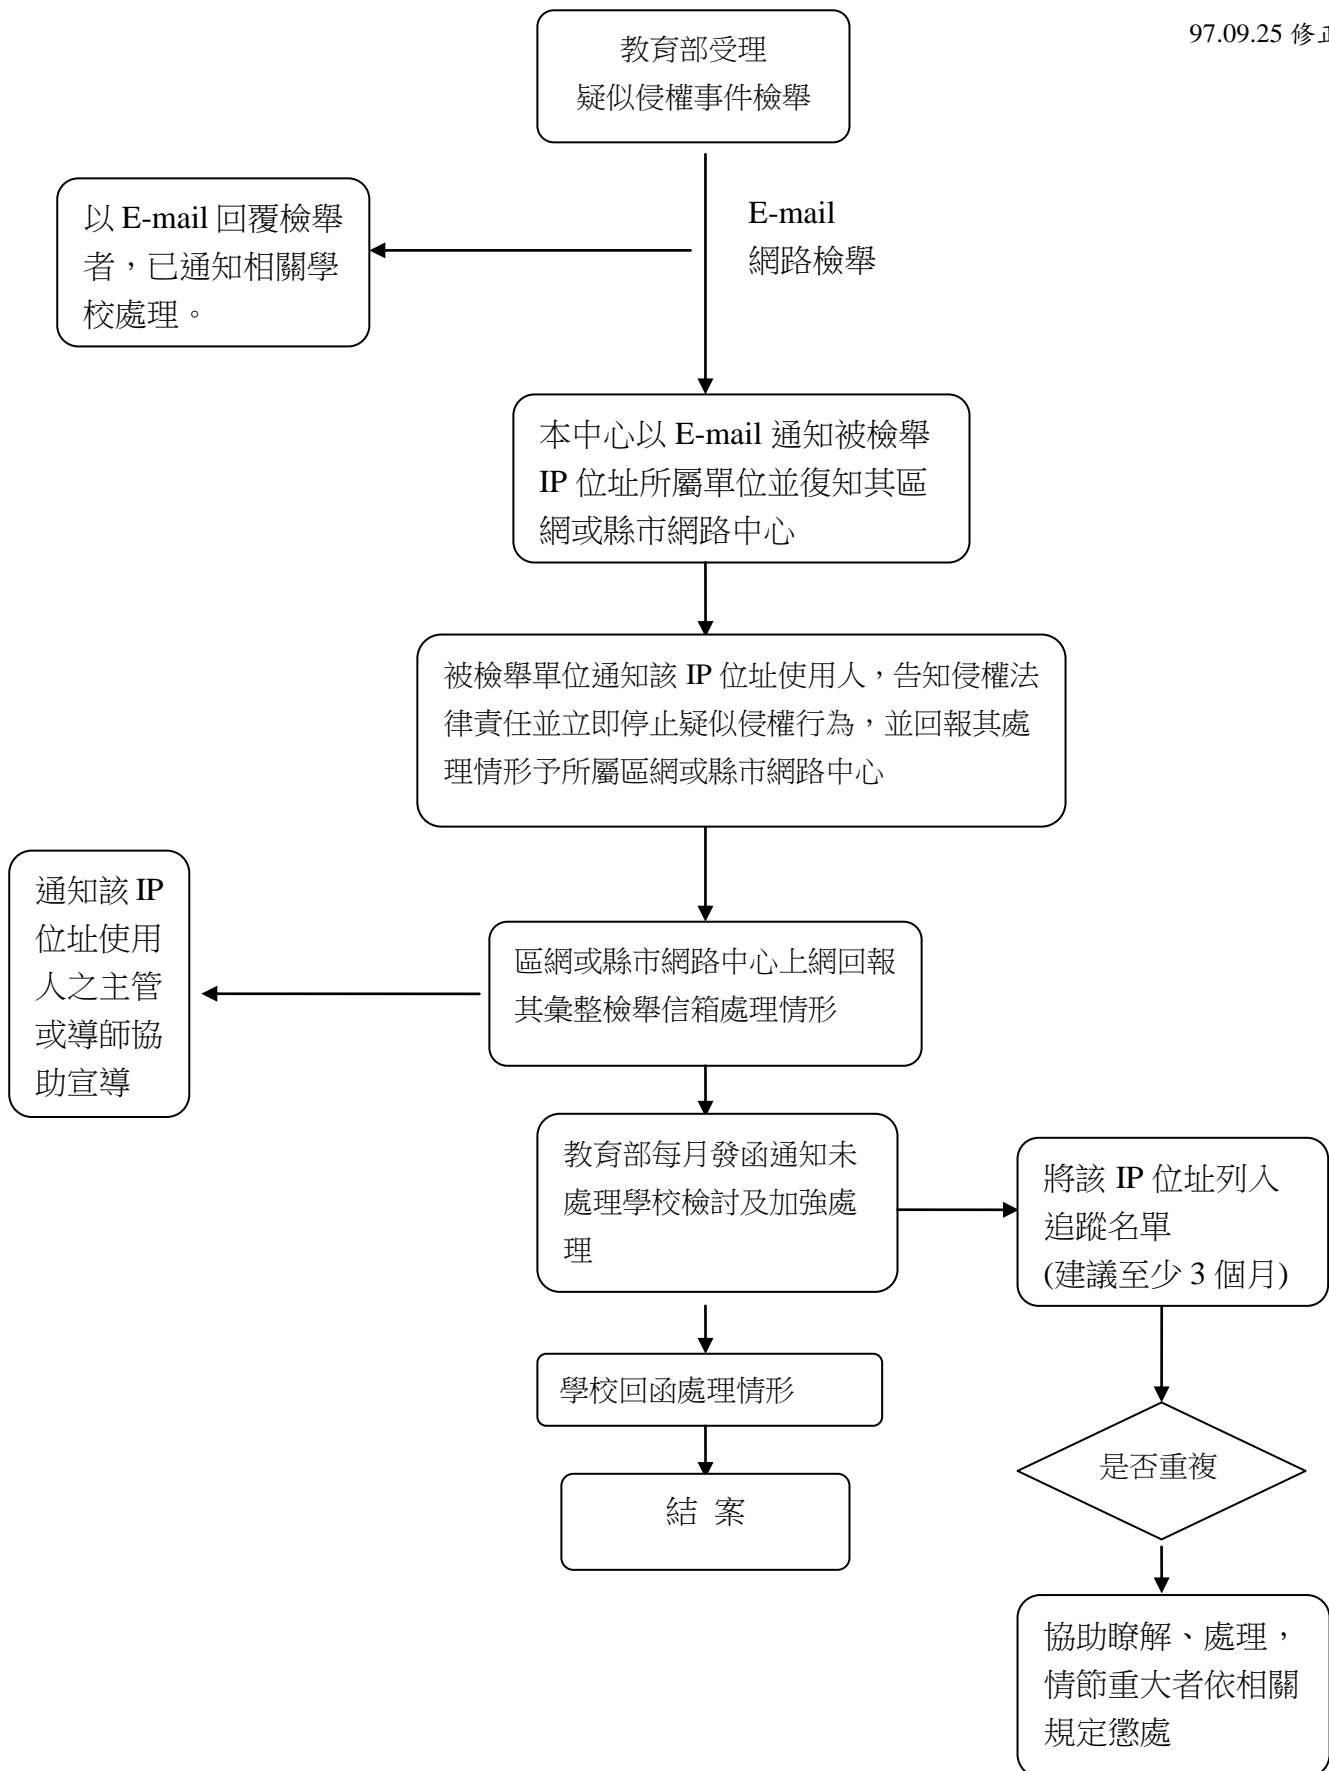 97.09.25 修正
教育部受理
疑似侵權事件檢舉
以 E-mail 回覆檢舉
者，已通知相關學
校處理。
E-mail
網路檢舉
本中心以 E-mail 通知被檢舉
IP 位址所屬單位並復知其區
網或縣市網路中心
被檢舉單位通知該 IP 位址使用人，告知侵權法
律責任並立即停止疑似侵權行為，並回報其處
理情形予所屬區網或縣市網路中心
通知該 IP
位址使用
人之主管
或導師協
助宣導
區網或縣市網路中心上網回報
其彙整檢舉信箱處理情形
教育部每月發函通知未
處理學校檢討及加強處
理
將該 IP 位址列入
追蹤名單
(建議至少 3 個月)
學校回函處理情形
是否重複
結 案
協助瞭解、處理，
情節重大者依相關
規定懲處